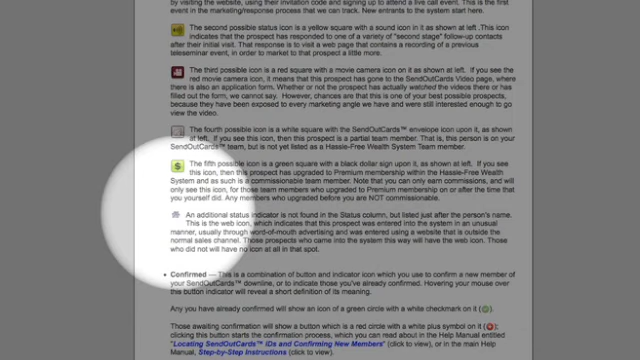 by visiting the website, using their invitation code and signing up to attend a live call event. This is the first
event in the marketing/response process that we can track. New entrants to the system start here.
The second possible status icon is a yellow square with a sound icon in it as shown at left .This icon
indicates that the prospect has responded to one of a variety of "second stage" follow-up contacts
after their initial visit. That response is to visit a web page that contains a recording of a previous
teleseminar event, in order to market to that prospect a little more.
The third possible icon is a red square with a movie camera icon on it as shown at left. If you see the
red movie camera icon, it means that this prospect has gone to the SendOutCards Video page, where
there is also an application form. Whether or not the prospect has actually watched the videos there or has
filled out the form, we cannot say. However, chances are that this is one of your best possible prospects,
because they have been exposed to every marketing angle we have and were still interested enough to go
view the video.
The fourth possible icon is a white square with the SendOutCards™ envelope icon upon it, as shown
at left. If you see this icon, then this prospect is a partial team member. That is, this person is on your
SendOutCards™ team, but is not yet listed as a Hassle-Free Wealth System Team member.
The fifth possible icon is a green square with a black dollar sign upon it, as shown at left. If you see
this icon, then this prospect has upgraded to Premium membership within the Hassle-Free Wealth
System and as such is a commissionable team member. Note that you can only earn commissions, and will
only see this icon, for those team members who upgraded to Premium membership on or after the time that
you yourself did. Any members who upgraded before you are NOT commissionable.
An additional status indicator is not found in the Status column, but listed just after the person's name.
This is the web icon, which indicates that this prospect was entered into the system in an unusual
manner, usually through word-of-mouth advertising and was entered using a website that is outside the
normal sales channel. Those prospects who came into the system this way will have the web icon. Those
who did not will have no icon at all in that spot.
• Confirmed — This is a combination of button and indicator icon which you use to confirm a new member of
your SendOutCards™ downline, or to indicate those you've already confirmed. Hovering your mouse over
this button indicator will reveal a short definition of its meaning.
Any you have already confirmed will show an icon of a green circle with a white checkmark on it ( ).
Those awaiting confirmation will show a button which is a red circle with a white plus symbol on it ( );
clicking this button starts the confirmation process, which you can read about in the Help Manual entitled
"Locating SendOutCards™ IDs and Confirming New Members" (click to view), or in the main Help
Manual, Step-by-Step Instructions (click to view).